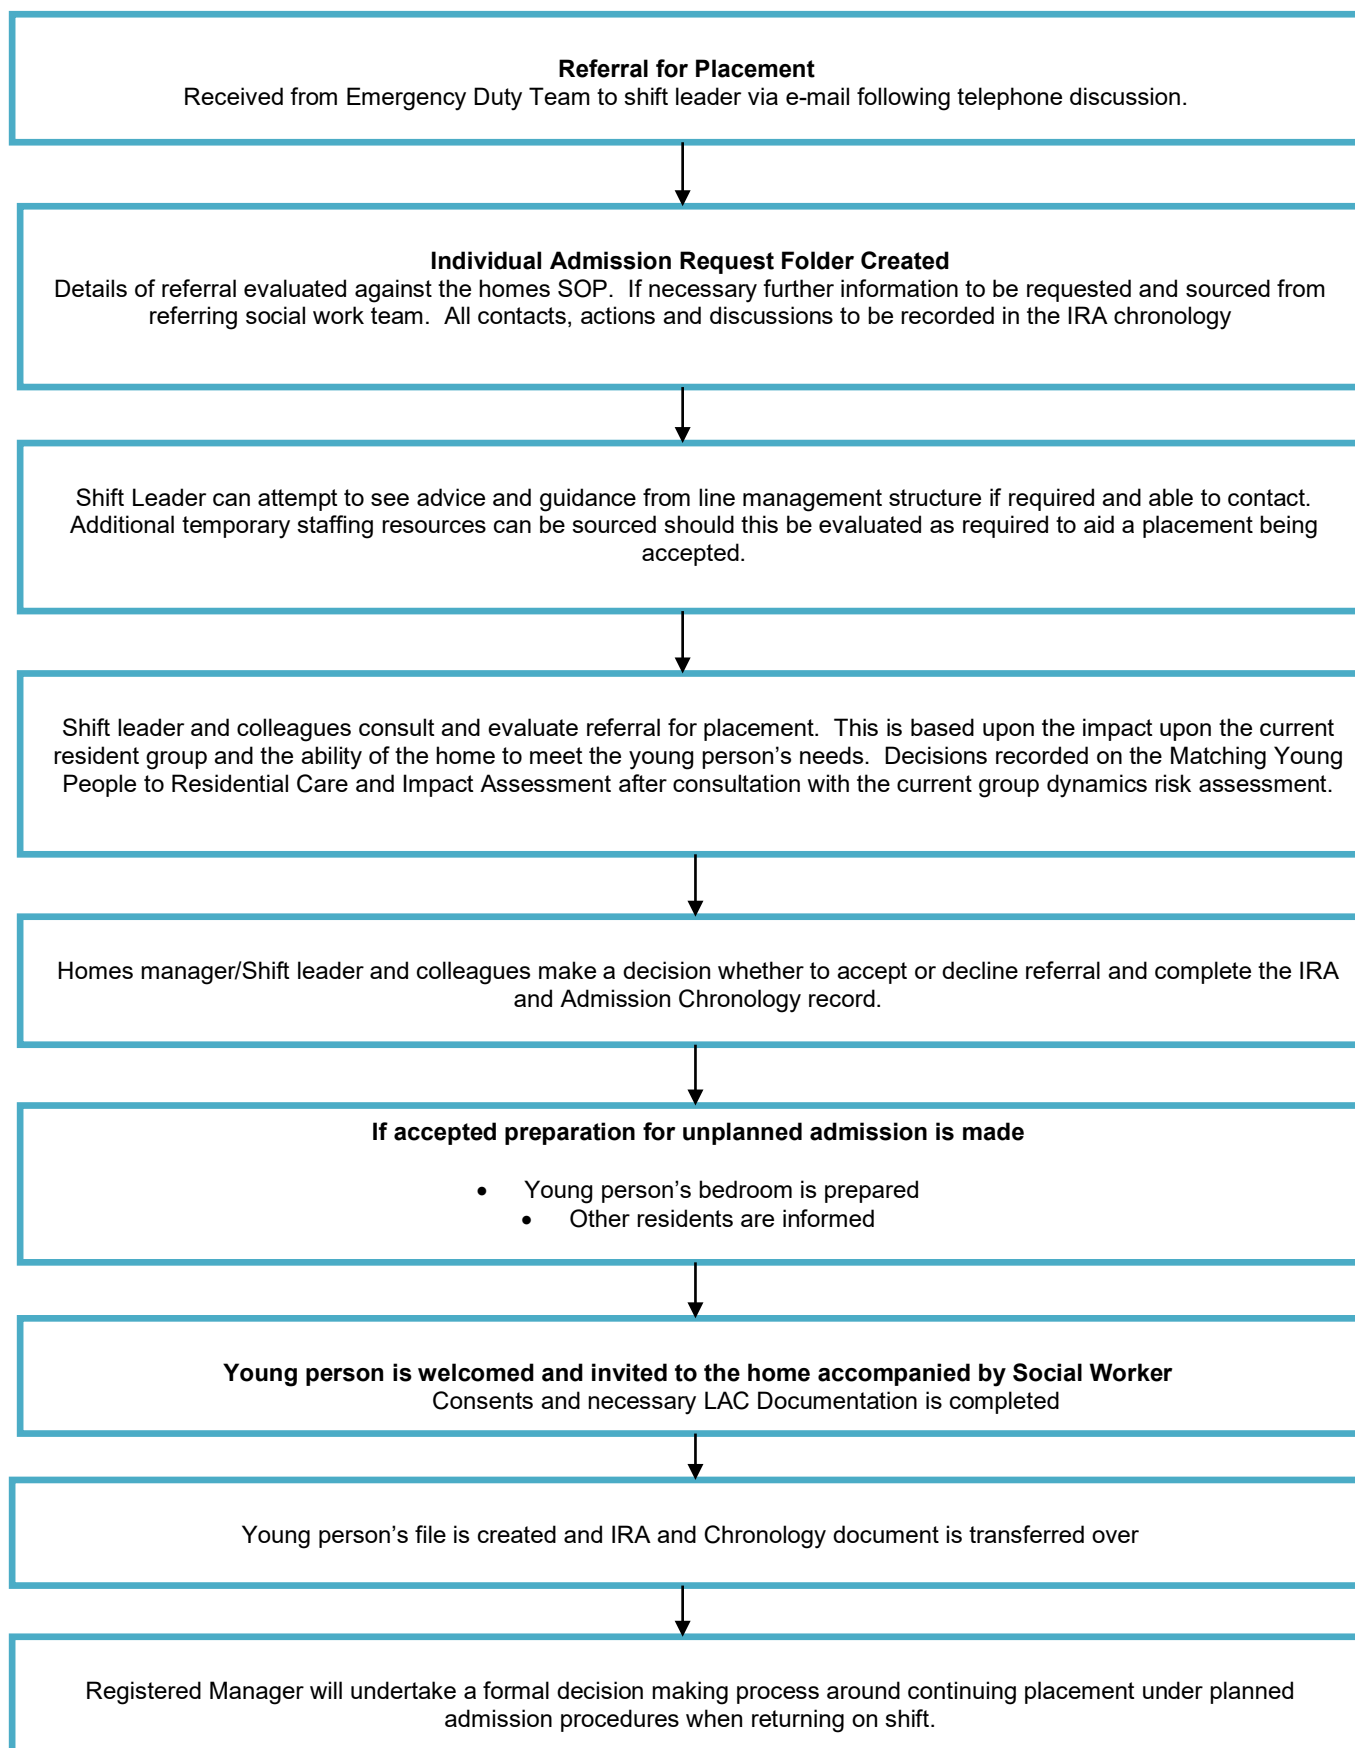 Referral for Placement
Received from Emergency Duty Team to shift leader via e-mail following telephone discussion.
Individual Admission Request Folder Created
Details of referral evaluated against the homes SOP.  If necessary further information to be requested and sourced from
referring social work team.  All contacts, actions and discussions to be recorded in the IRA chronology
Shift Leader can attempt to see advice and guidance from line management structure if required and able to contact.
Additional temporary staffing resources can be sourced should this be evaluated as required to aid a placement being
accepted.
Shift leader and colleagues consult and evaluate referral for placement.  This is based upon the impact upon the current
resident group and the ability of the home to meet the young person’s needs.  Decisions recorded on the Matching Young
People to Residential Care and Impact Assessment after consultation with the current group dynamics risk assessment.
Homes manager/Shift leader and colleagues make a decision whether to accept or decline referral and complete the IRA
and Admission Chronology record.
If accepted preparation for unplanned admission is made
• Young person’s bedroom is prepared
• Other residents are informed
Young person is welcomed and invited to the home accompanied by Social Worker
Consents and necessary LAC Documentation is completed
Young person’s file is created and IRA and Chronology document is transferred over
Registered Manager will undertake a formal decision making process around continuing placement under planned
admission procedures when returning on shift.